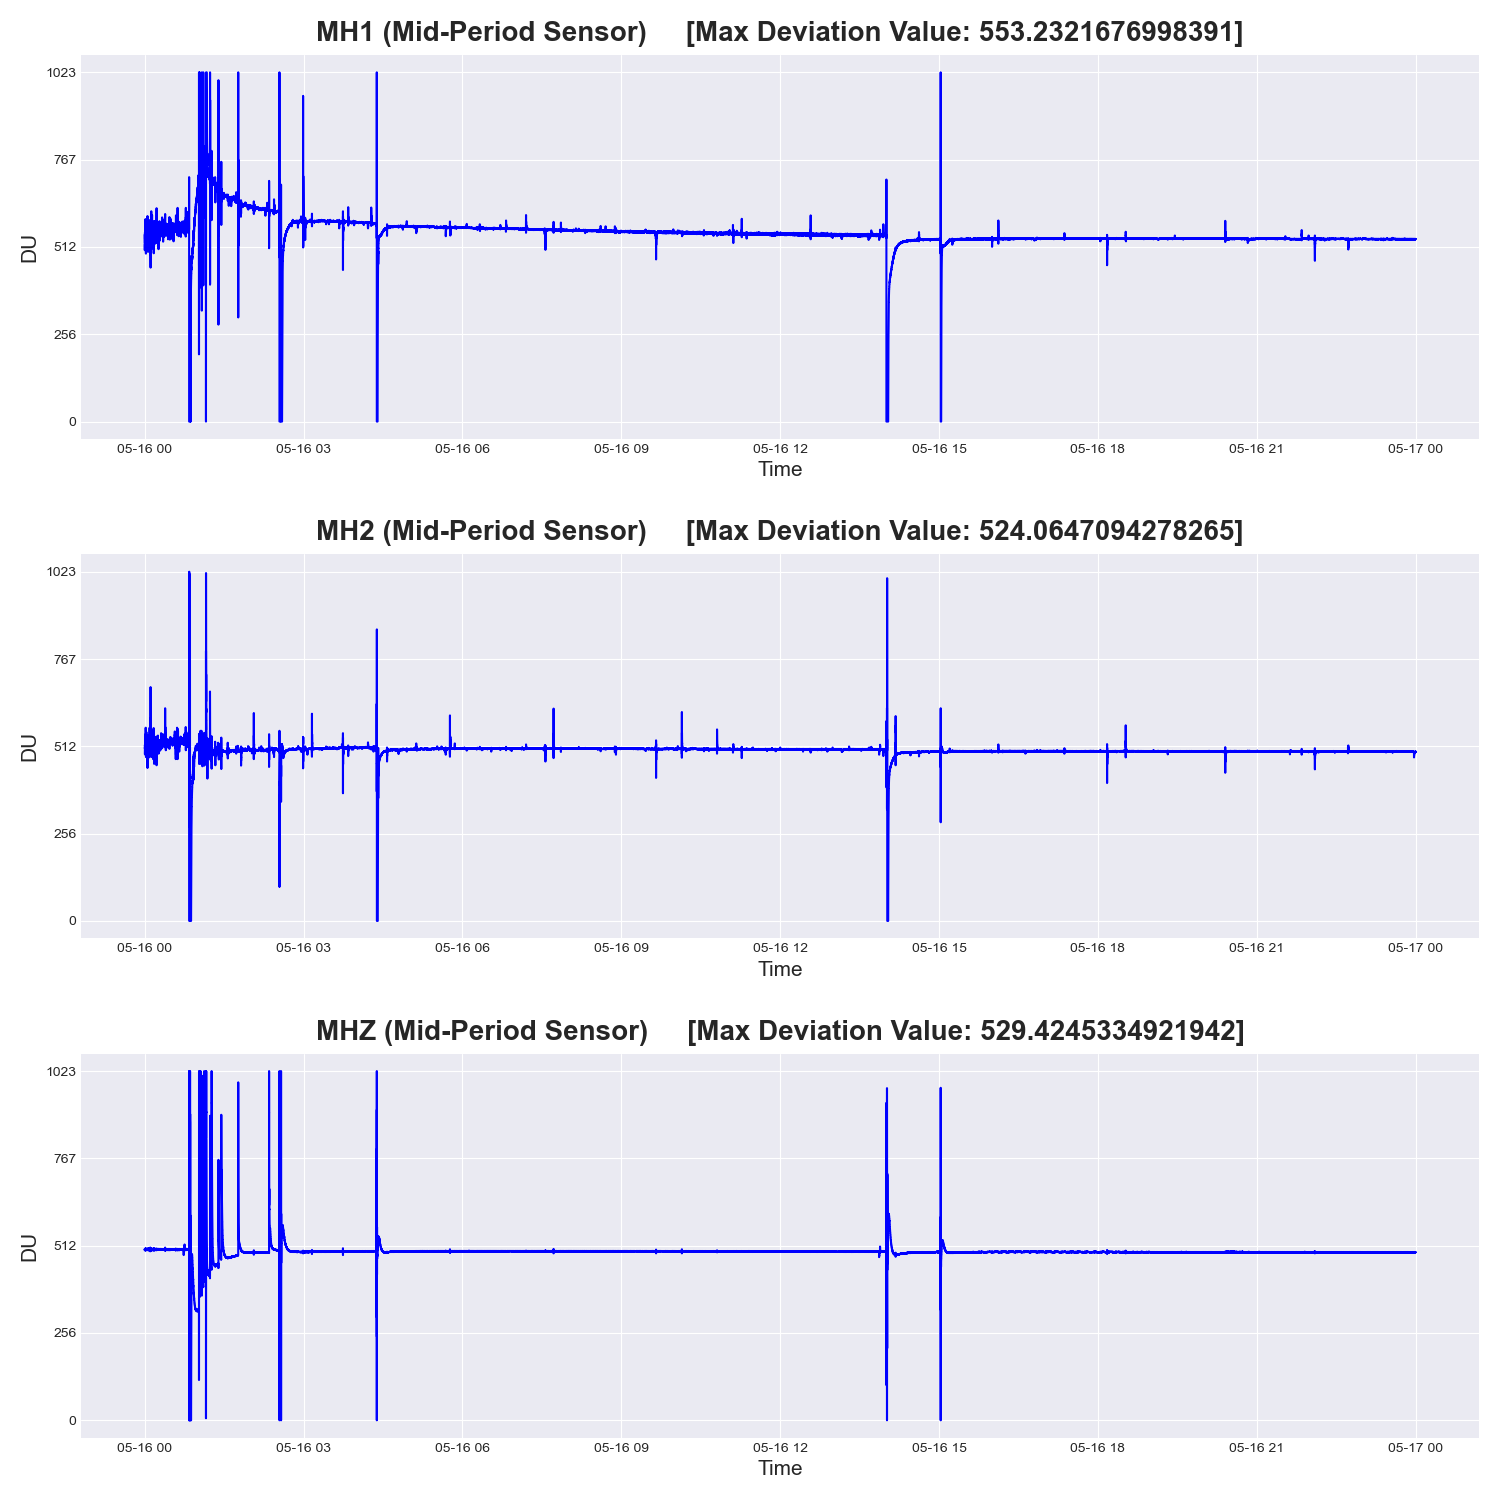 MH1 (Mid-Period Sensor) [Max Deviation Value: 553.2321676998391]
1023
767
512
256
0
DU
05-16 00 05-16 03 05-16 06 05-16 09 05-16 12 05-16 15 05-16 18 05-16 21 05-17 00
Time
MH2 (Mid-Period Sensor) [Max Deviation Value: 524.0647094278265]
1023
767
512
256
0
DU
05-16 00 05-16 03 05-16 06 05-16 09 05-16 12 05-16 15 05-16 18 05-16 21 05-17 00
Time
MHZ (Mid-Period Sensor) [Max Deviation Value: 529.4245334921942]
1023
767
512
256
0
DU
05-16 00 05-16 03 05-16 06 05-16 09 05-16 12 05-16 15 05-16 18 05-16 21 05-17 00
Time